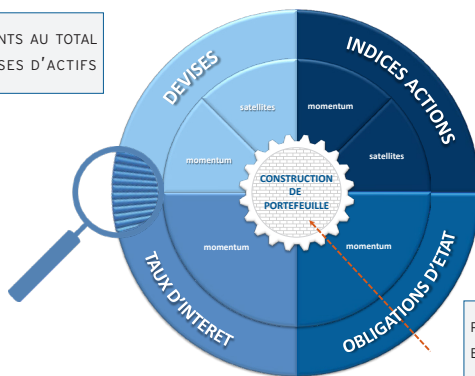 NTS AU TOTAL
SES D'ACTIFS
DEVISES
INDICES ACTIONS
satellites
momentum
momentum
satellites
CONSTRUCTION
DE
PORTEFEUILLE
momentum
momentum
TAUX D'INTERET
OBLIGATIONS D'ETAT